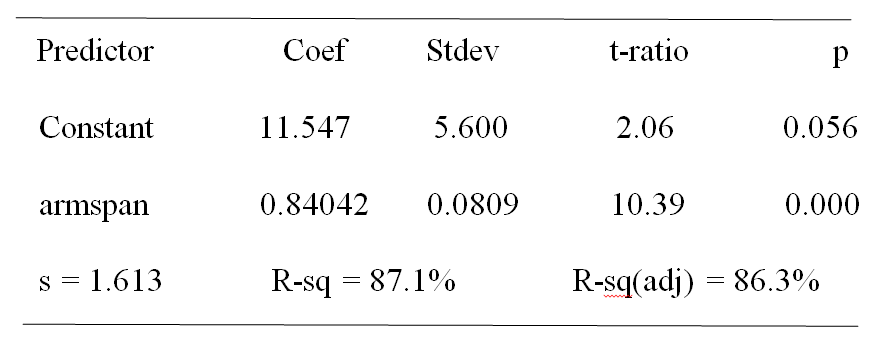 Predictor Coef Stdev t-ratio p
Constant 11.547 5.600 2.06 0.056
armspan 0.84042 0.0809 10.39 0.000
s = 1.613 R-sq = 87.1% R-sq(adj) = 86.3%